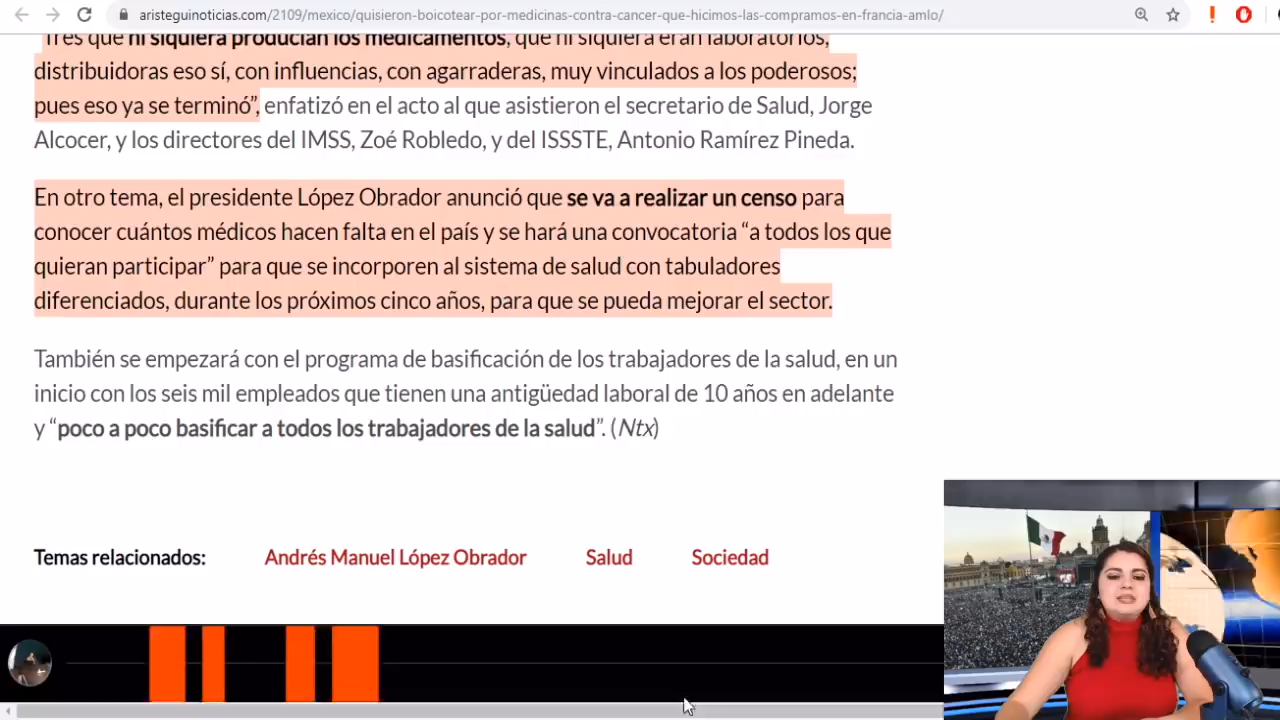 aristeguinoticias.com/2109/mexico/quisieron-boicotear-por-medicinas-contra-cancer-que-hicimos-las-compramos-en-francia-amlo/
"Tres que ni siquiera producían los medicamentos, que ni siquiera eran laboratorios,
distribuidoras eso sí, con influencias, con agarraderas, muy vinculados a los poderosos;
pues eso ya se terminó”, enfatizó en el acto al que asistieron el secretario de Salud, Jorge
Alcocer, y los directores del IMSS, Zoé Robledo, y del ISSSTE, Antonio Ramírez Pineda.
En otro tema, el presidente López Obrador anunció que se va a realizar un censo para
conocer cuántos médicos hacen falta en el país y se hará una convocatoria “a todos los que
quieran participar” para que se incorporen al sistema de salud con tabuladores
diferenciados, durante los próximos cinco años, para que se pueda mejorar el sector.
También se empezará con el programa de basificación de los trabajadores de la salud, en un
inicio con los seis mil empleados que tienen una antigüedad laboral de 10 años en adelante
y “poco a poco basificar a todos los trabajadores de la salud”. (Ntx)
Temas relacionados: Andrés Manuel López Obrador Salud Sociedad